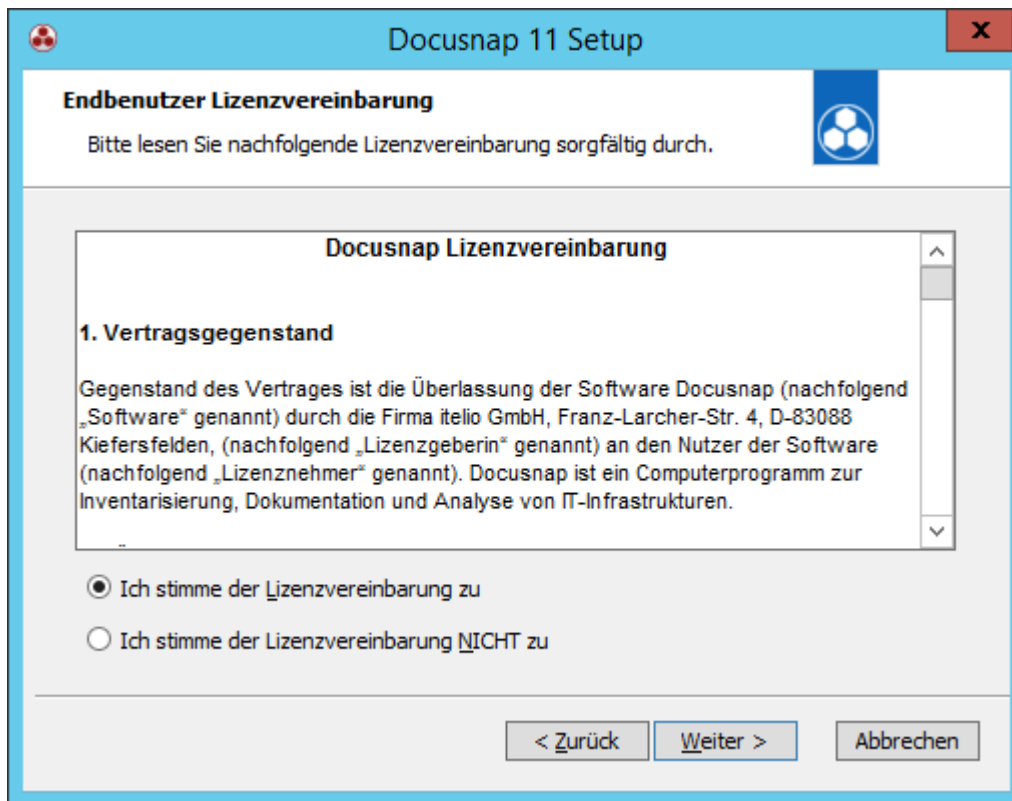 Docusnap 11 Setup
x
Endbenutzer Lizenzvereinbarung
Bitte lesen Sie nachfolgende Lizenzvereinbarung sorgfältig durch.
Docusnap Lizenzvereinbarung
1. Vertragsgegenstand
Gegenstand des Vertrages ist die Überlassung der Software Docusnap (nachfolgend
„Software“ genannt) durch die Firma itelio GmbH, Franz-Larcher-Str. 4, D-83088
Kiefersfelden, (nachfolgend „Lizenzgeberin“ genannt) an den Nutzer der Software
(nachfolgend „Lizenznehmer“ genannt). Docusnap ist ein Computerprogramm zur
Inventarisierung, Dokumentation und Analyse von IT-Infrastrukturen.
Ich stimme der Lizenzvereinbarung zu
Ich stimme der Lizenzvereinbarung NICHT zu
< Zurück
Weiter >
Abbrechen